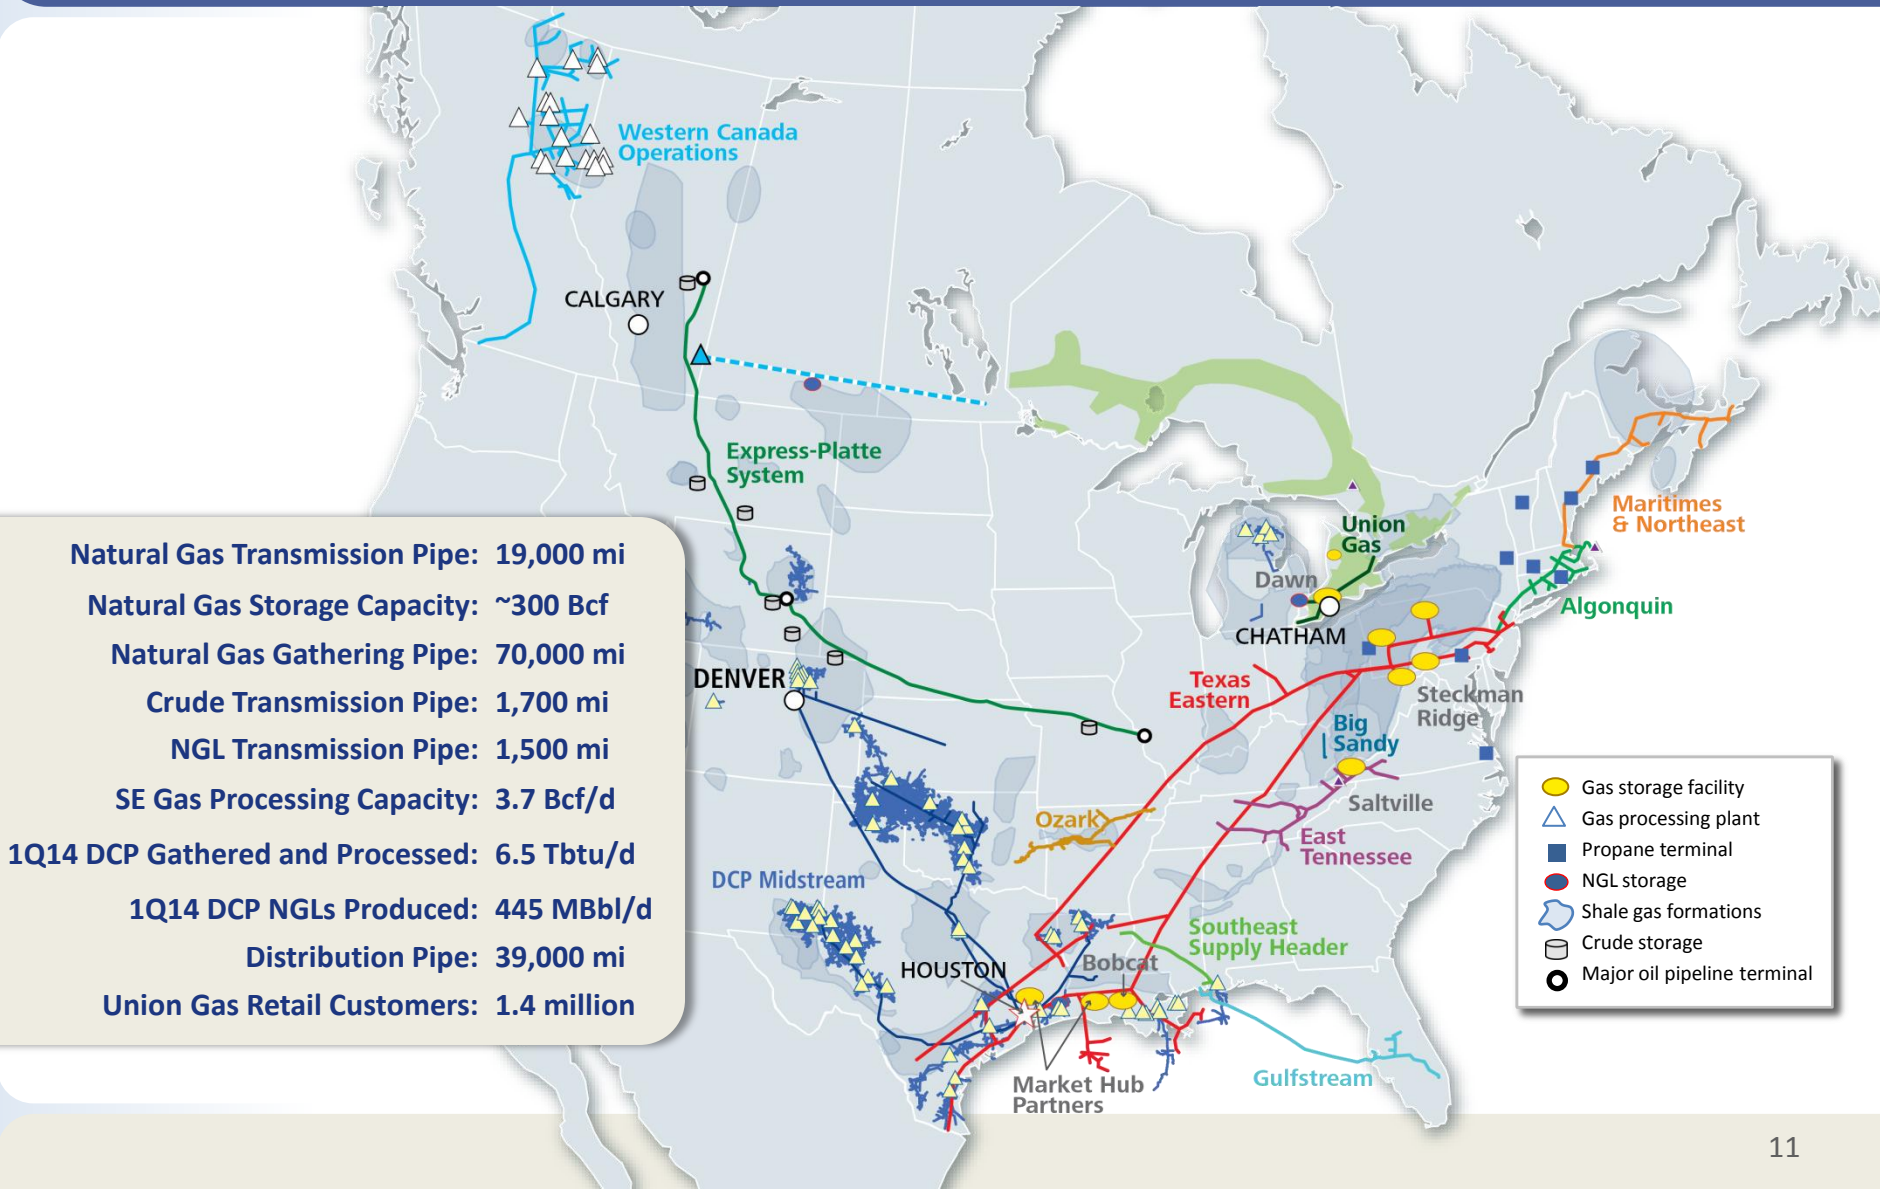 Western Canada
Operations
CALGARY
Express-Platte
System
Union
Gas
Maritimes
& Northeast
Dawn
Algonquin
CHATHAM
DENVER
Texas
Eastern
Steckman
Ridge
Big
Sandy
Saltville
Ozark
East
Tennessee
DCP Midstream
Southeast
Supply Header
HOUSTON
Bobcat
Market Hub
Partners
Gulfstream
Natural Gas Transmission Pipe: 19,000 mi
Natural Gas Storage Capacity: ~300 Bcf
Natural Gas Gathering Pipe: 70,000 mi
Crude Transmission Pipe: 1,700 mi
NGL Transmission Pipe: 1,500 mi
SE Gas Processing Capacity: 3.7 Bcf/d
1Q14 DCP Gathered and Processed: 6.5 Tbtu/d
1Q14 DCP NGLs Produced: 445 MBbl/d
Distribution Pipe: 39,000 mi
Union Gas Retail Customers: 1.4 million
Gas storage facility
Gas processing plant
Propane terminal
NGL storage
Shale gas formations
Crude storage
Major oil pipeline terminal
11